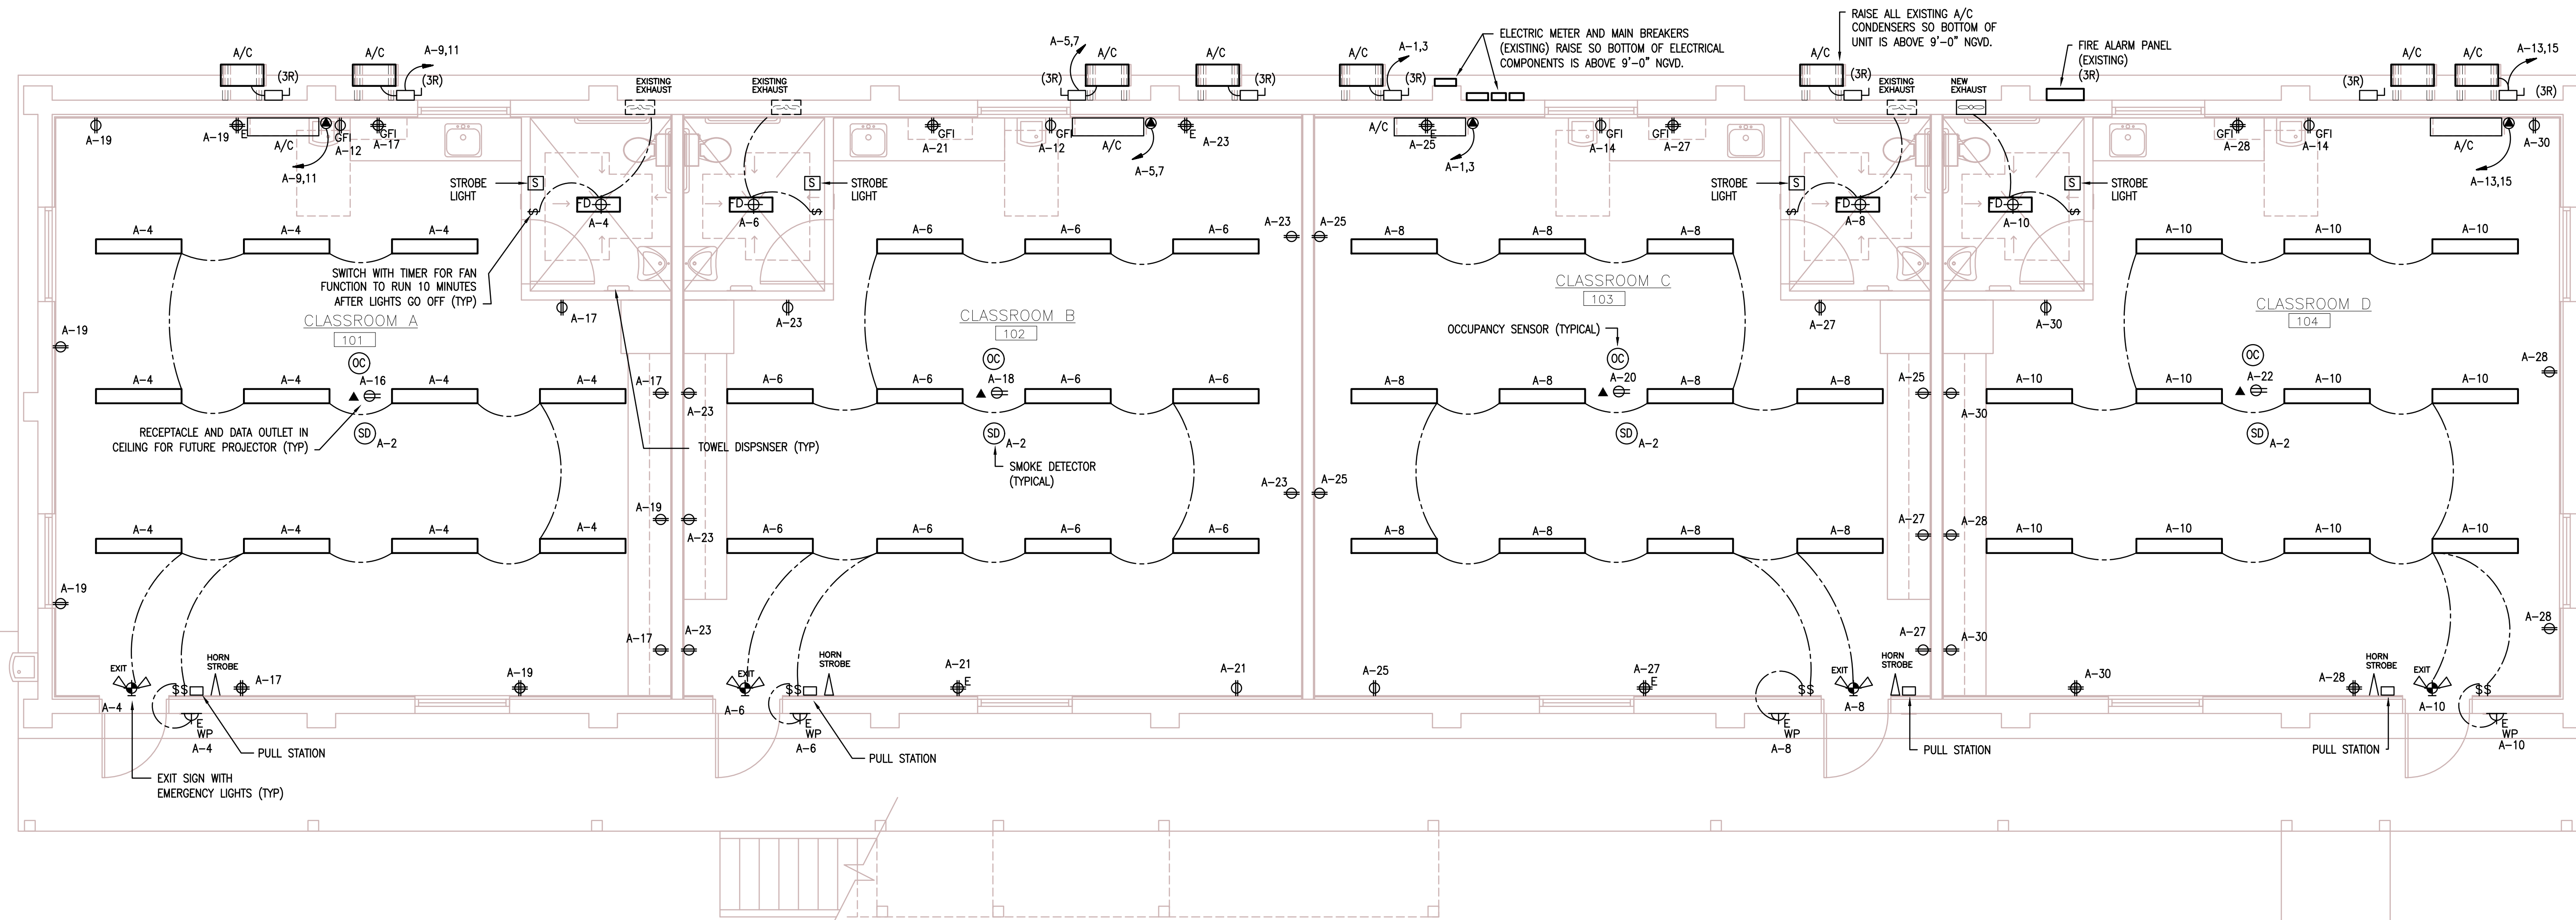 RAISE ALL EXISTING A/C
CONDENSERS SO BOTTOM OF
UNIT IS ABOVE 9'-0" NGVD.
ELECTRIC METER AND MAIN BREAKERS
(EXISTING) RAISE SO BOTTOM OF ELECTRICAL
COMPONENTS IS ABOVE 9'-0" NGVD.
FIRE ALARM PANEL
(EXISTING)
(3R)
A/C
(3R)
A/C
A-9,11
(3R)
A-5,7
(3R)
A/C
A/C
(3R)
A/C
A-1,3
(3R)
A/C
(3R)
(3R)
A/C
A/C
A-13,15
(3R)
EXISTING
EXHAUST
EXISTING
EXHAUST
EXISTING
EXHAUST
NEW
EXHAUST
A-19
A-19
E
A/C
A-9,11
GFI
A-12
GFI
A-17
GFI
A-21
GFI
A-12
A/C
A-5,7
E
A-23
A/C
E
A-25
A-1,3
GFI
A-14
GFI
A-27
GFI
A-28
GFI
A-14
A/C
A-13,15
A-30
STROBE
LIGHT
S
$
FD
A-4
FD
A-6
S
$
STROBE
LIGHT
STROBE
LIGHT
S
$
FD
A-8
FD
A-10
S
$
STROBE
LIGHT
A-4
A-4
A-4
A-6
A-6
A-6
A-23
A-25
A-8
A-8
A-8
A-10
A-10
A-10
SWITCH WITH TIMER FOR FAN
FUNCTION TO RUN 10 MINUTES
AFTER LIGHTS GO OFF (TYP)
CLASSROOM A
101
CLASSROOM B
102
CLASSROOM C
103
CLASSROOM D
104
A-19
A-17
A-23
OCCUPANCY SENSOR (TYPICAL)
A-27
A-30
OC
OC
OC
OC
A-28
A-4
A-4
A-16
A-4
A-4
A-17
A-23
A-6
A-6
A-18
A-6
A-6
A-8
A-8
A-20
A-8
A-8
A-25
A-30
A-10
A-10
A-22
A-10
A-10
RECEPTACLE AND DATA OUTLET IN
CEILING FOR FUTURE PROJECTOR (TYP)
SD
A-2
TOWEL DISPSNSER (TYP)
SD
A-2
SMOKE DETECTOR
(TYPICAL)
SD
A-2
SD
A-2
A-23
A-25
A-4
A-4
A-4
A-4
A-19
A-23
A-6
A-6
A-6
A-6
A-8
A-8
A-8
A-8
A-27
A-28
A-10
A-10
A-10
A-10
A-19
A-17
A-23
A-27
A-30
A-28
EXIT
A-4
$$
HORN
STROBE
A-17
A-19
EXIT
A-6
$$
HORN
STROBE
A-21
E
A-21
A-25
A-27
E
$$
EXIT
A-8
HORN
STROBE
A-30
A-28
HORN
STROBE
EXIT
A-10
$$
E
WP
A-4
E
WP
A-6
E
WP
A-8
E
WP
A-10
PULL STATION
PULL STATION
PULL STATION
PULL STATION
EXIT SIGN WITH
EMERGENCY LIGHTS (TYP)